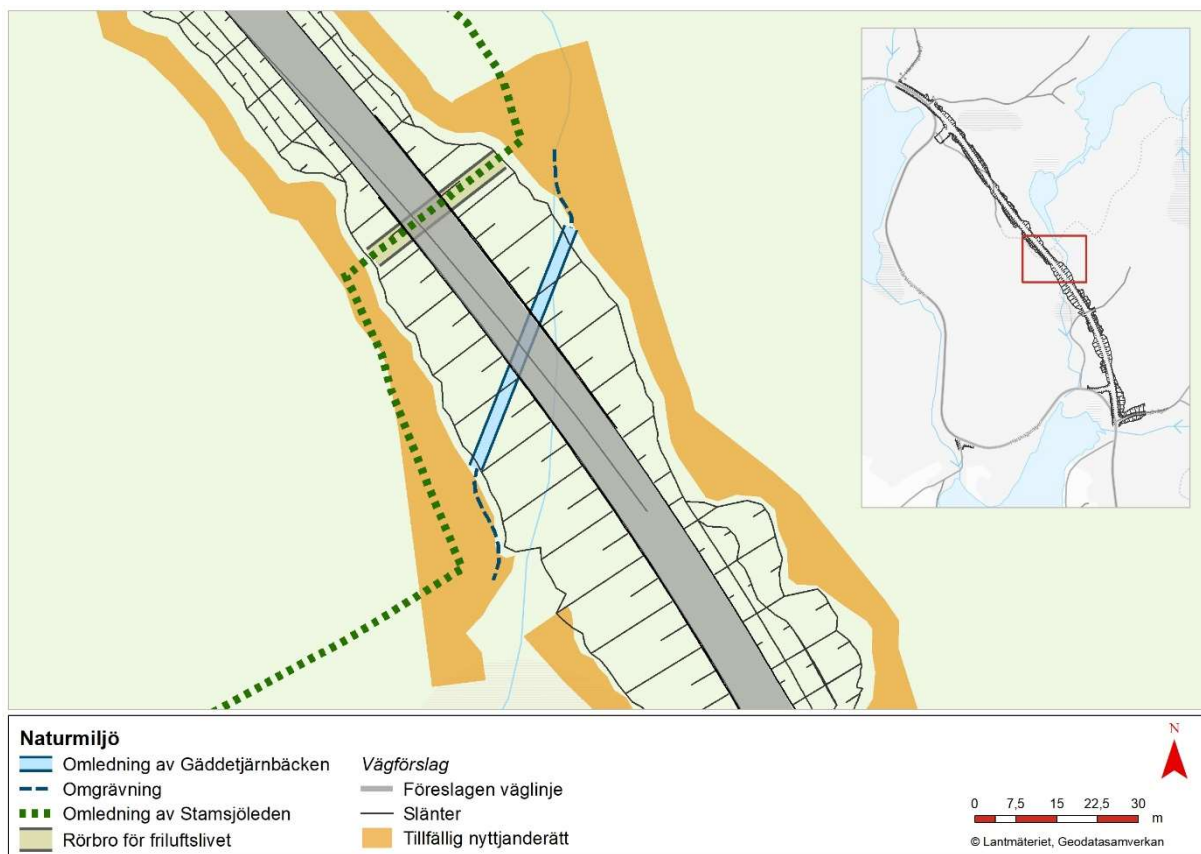 Naturmiljö
Omledning av Gäddetjärnbäcken
Omgrävning
Omledning av Stamsjöleden
Rörbro för friluftslivet
Vägförslag
Föreslagen väglinje
Slänter
Tillfällig nyttjanderätt
N
0 7,5 15 22,5 30
m
© Lantmäteriet, Geodatasamverkan